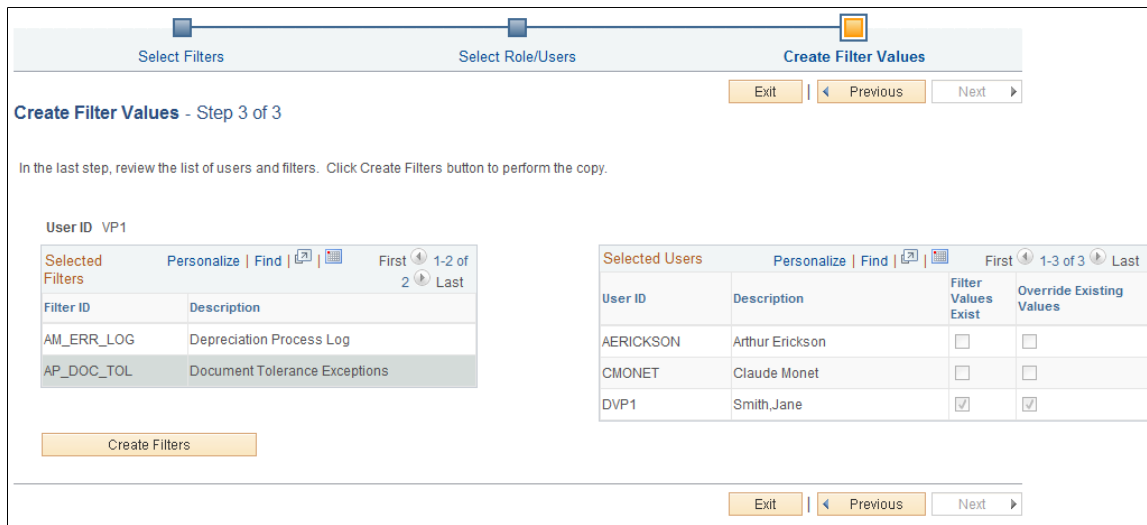 Select Filters
Select Role/Users
Create Filter Values
Exit | Previous Next
Create Filter Values - Step 3 of 3
In the last step, review the list of users and filters. Click Create Filters button to perform the copy.
User ID VP1
Selected Filters Personalize | Find | | First 1-2 of 2 Last
Filter ID Description
AM_ERR_LOG Depreciation Process Log
AP_DOC_TOL Document Tolerance Exceptions
Selected Users Personalize | Find | | First 1-3 of 3 Last
User ID Description Filter Values Exist Override Existing Values
AERICKSON Arthur Erickson
CMONET Claude Monet
DVP1 Smith,Jane
Create Filters
Exit | Previous Next